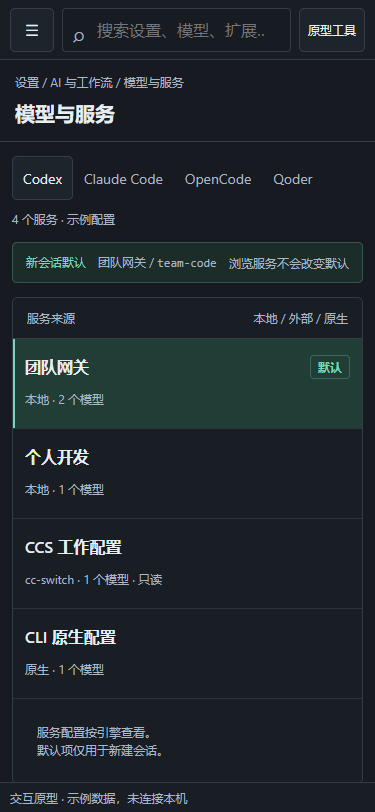 ☰
搜索设置、模型、扩展..
原型工具
设置 / AI 与工作流 / 模型与服务
模型与服务
Codex Claude Code OpenCode Qoder
4 个服务 · 示例配置
新会话默认 团队网关 / team-code 浏览服务不会改变默认
服务来源 本地 / 外部 / 原生
团队网关 默认
本地 · 2 个模型
个人开发
本地 · 1 个模型
CCS 工作配置
cc-switch · 1 个模型 · 只读
CLI 原生配置
原生 · 1 个模型
服务配置按引擎查看。
默认项仅用于新建会话。
交互原型 · 示例数据，未连接本机